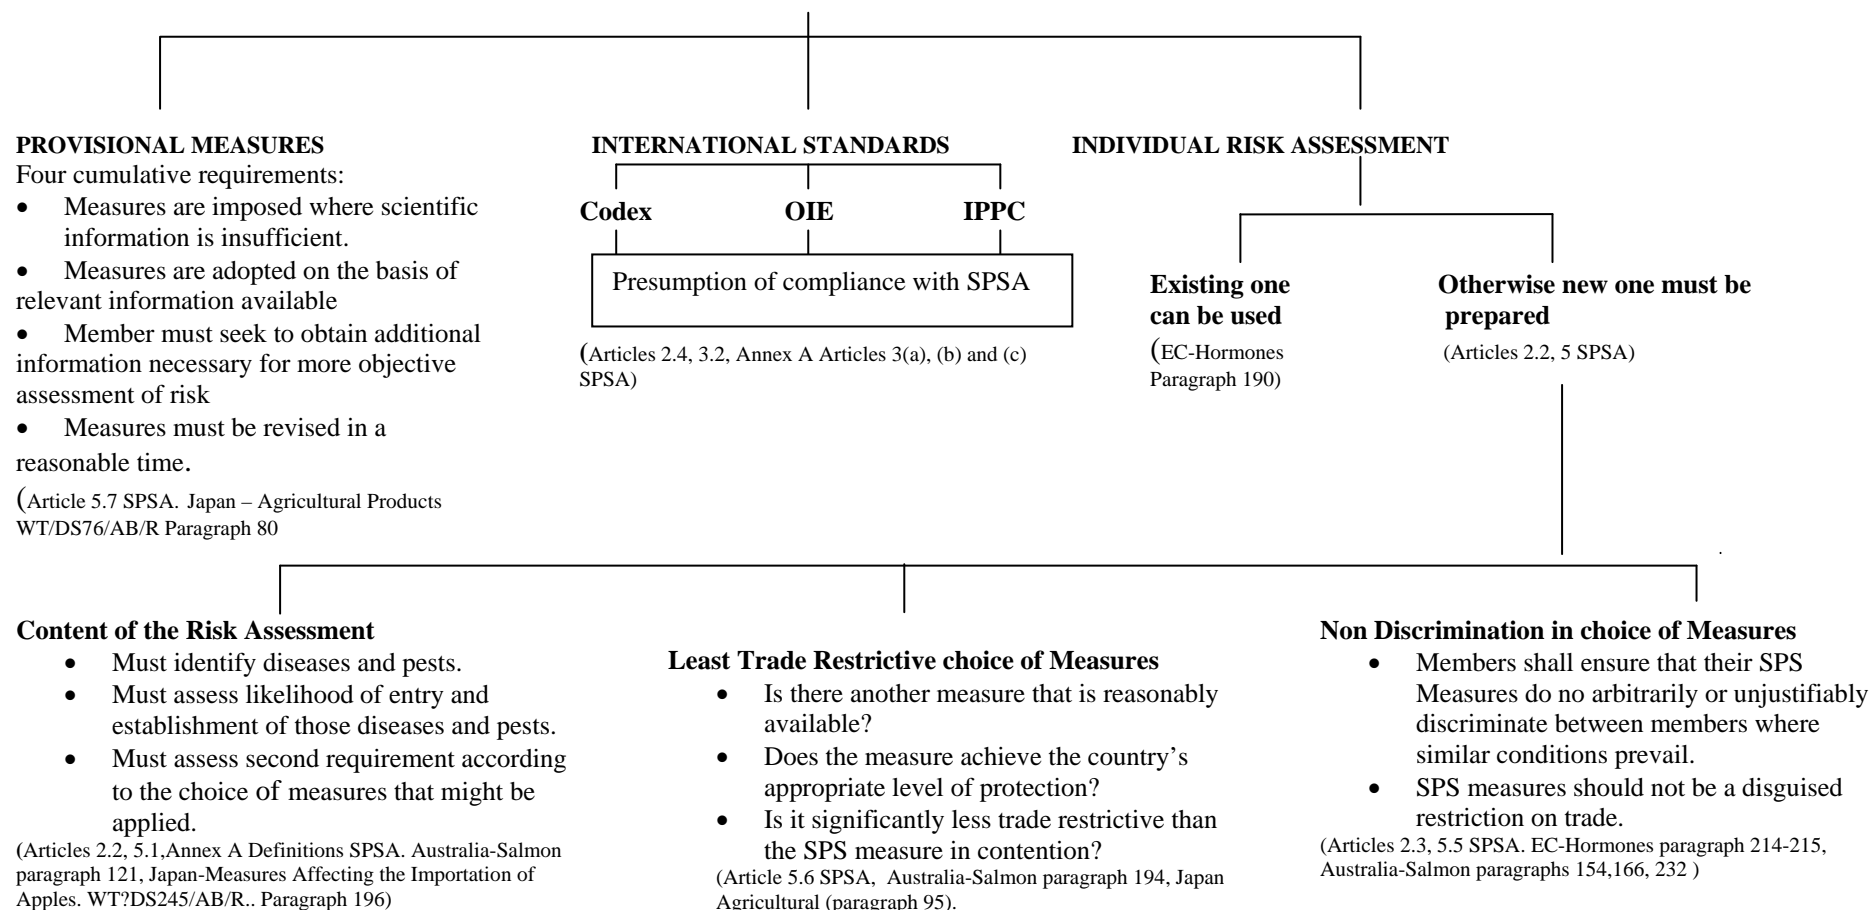 PROVISIONAL MEASURES
Four cumulative requirements:
• Measures are imposed where scientific
information is insufficient.
• Measures are adopted on the basis of
relevant information available
• Member must seek to obtain additional
information necessary for more objective
assessment of risk
• Measures must be revised in a
reasonable time.
(Article 5.7 SPSA. Japan – Agricultural Products
WT/DS76/AB/R Paragraph 80
INTERNATIONAL STANDARDS
Codex OIE IPPC
Presumption of compliance with SPSA
(Articles 2.4, 3.2, Annex A Articles 3(a), (b) and (c)
SPSA)
INDIVIDUAL RISK ASSESSMENT
Existing one
can be used
(EC-Hormones
Paragraph 190)
Otherwise new one must be
prepared
(Articles 2.2, 5 SPSA)
Content of the Risk Assessment
• Must identify diseases and pests.
• Must assess likelihood of entry and
establishment of those diseases and pests.
• Must assess second requirement according
to the choice of measures that might be
applied.
(Articles 2.2, 5.1,Annex A Definitions SPSA. Australia-Salmon
paragraph 121, Japan-Measures Affecting the Importation of
Apples. WT?DS245/AB/R.. Paragraph 196)
Least Trade Restrictive choice of Measures
• Is there another measure that is reasonably
available?
• Does the measure achieve the country's
appropriate level of protection?
• Is it significantly less trade restrictive than
the SPS measure in contention?
(Article 5.6 SPSA, Australia-Salmon paragraph 194, Japan
Agricultural (paragraph 95).
Non Discrimination in choice of Measures
• Members shall ensure that their SPS
Measures do no arbitrarily or unjustifiably
discriminate between members where
similar conditions prevail.
• SPS measures should not be a disguised
restriction on trade.
(Articles 2.3, 5.5 SPSA. EC-Hormones paragraph 214-215,
Australia-Salmon paragraphs 154,166, 232 )